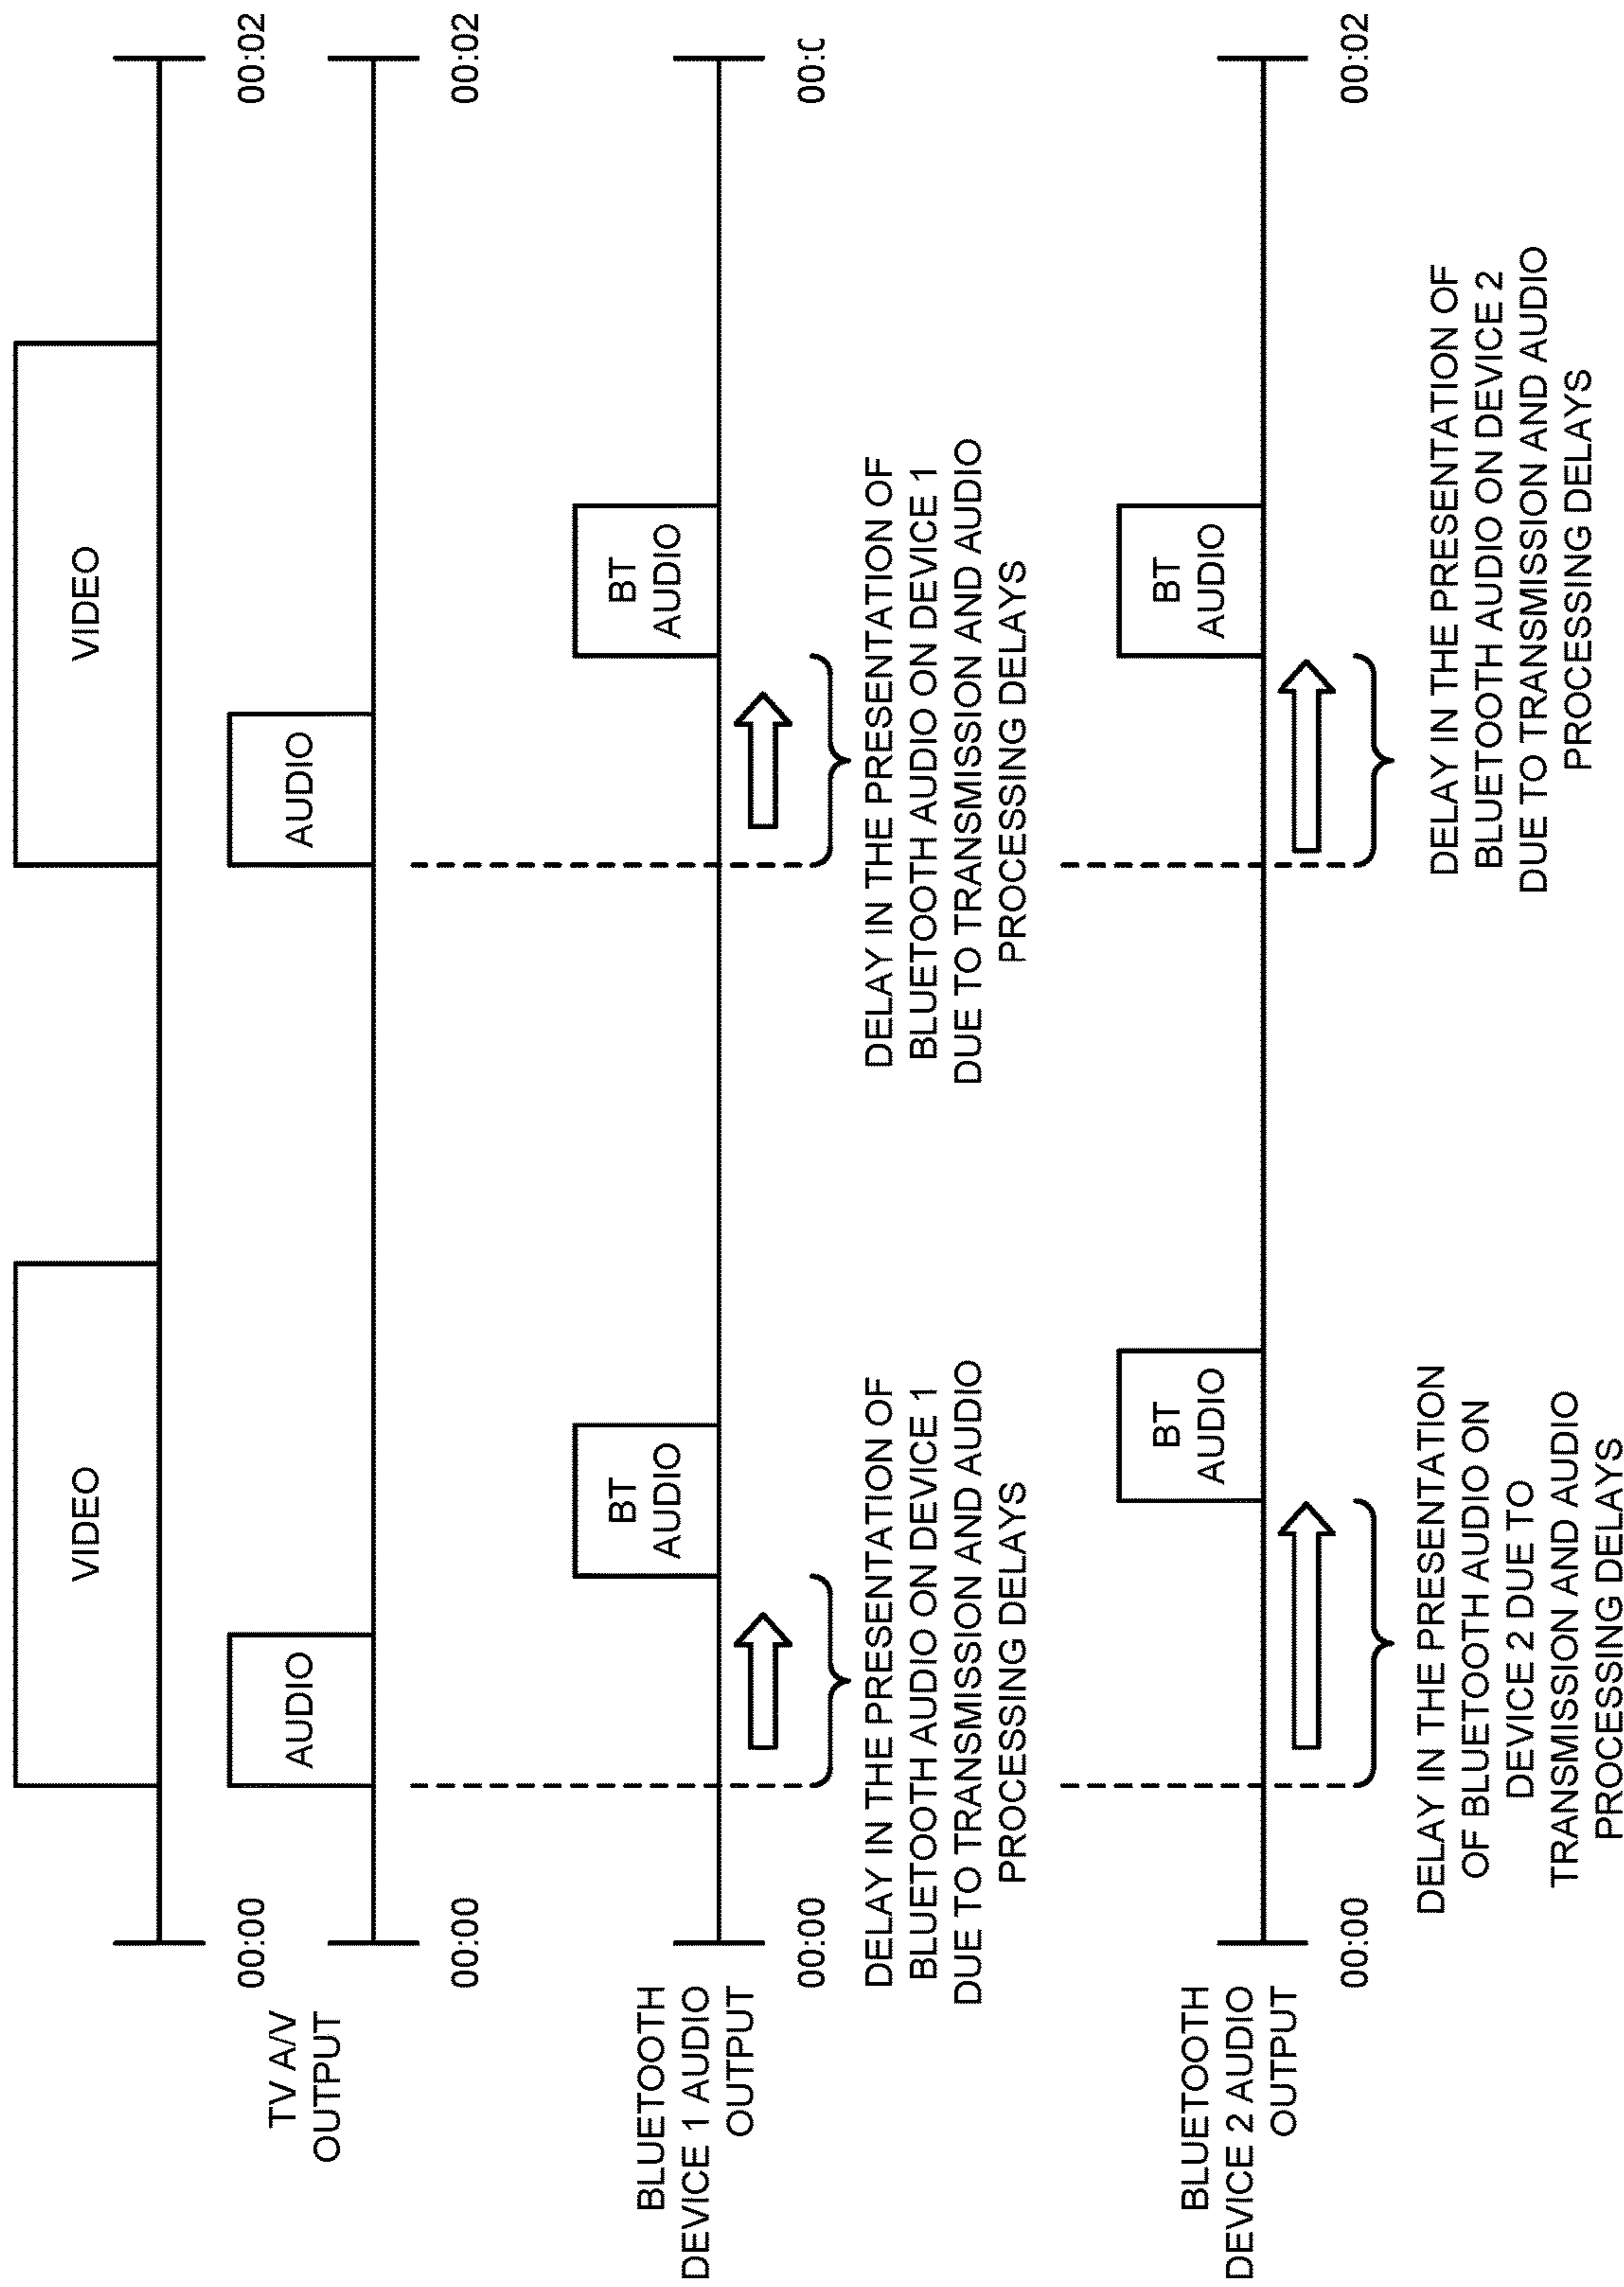 VIDEO
VIDEO
00:00
00:02
TV A/V
OUTPUT
AUDIO
AUDIO
00:00
00:02
BLUETOOTH
DEVICE 1 AUDIO
OUTPUT
BT
AUDIO
BT
AUDIO
00:00
00:0
DELAY IN THE PRESENTATION OF
BLUETOOTH AUDIO ON DEVICE 1
DUE TO TRANSMISSION AND AUDIO
PROCESSING DELAYS
DELAY IN THE PRESENTATION OF
BLUETOOTH AUDIO ON DEVICE 1
DUE TO TRANSMISSION AND AUDIO
PROCESSING DELAYS
BLUETOOTH
DEVICE 2 AUDIO
OUTPUT
BT
AUDIO
BT
AUDIO
00:00
00:02
DELAY IN THE PRESENTATION
OF BLUETOOTH AUDIO ON
DEVICE 2 DUE TO
TRANSMISSION AND AUDIO
PROCESSING DELAYS
DELAY IN THE PRESENTATION OF
BLUETOOTH AUDIO ON DEVICE 2
DUE TO TRANSMISSION AND AUDIO
PROCESSING DELAYS